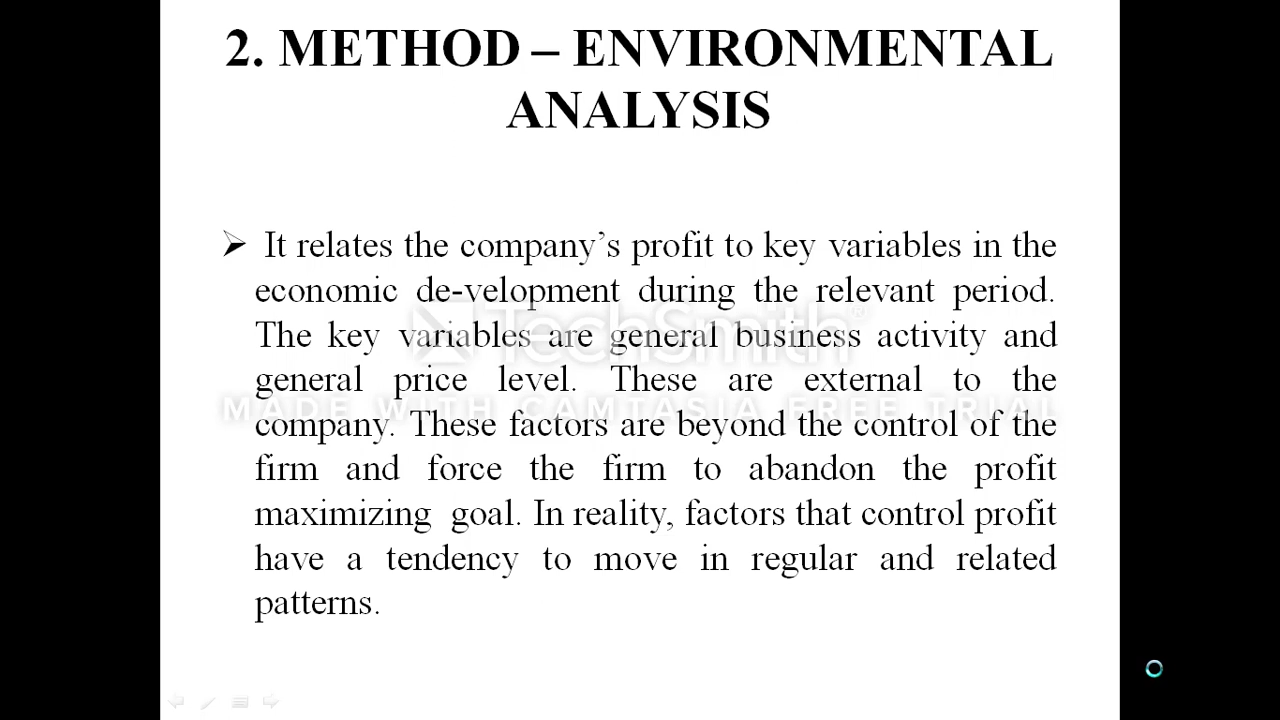 2. METHOD – ENVIRONMENTAL
ANALYSIS
➢ It relates the company’s profit to key variables in the
economic de-velopment during the relevant period.
The key variables are general business activity and
general price level. These are external to the
company. These factors are beyond the control of the
firm and force the firm to abandon the profit
maximizing goal. In reality, factors that control profit
have a tendency to move in regular and related
patterns.
TechSmith®
MADE WITH CAMTASIA FREE TRIAL